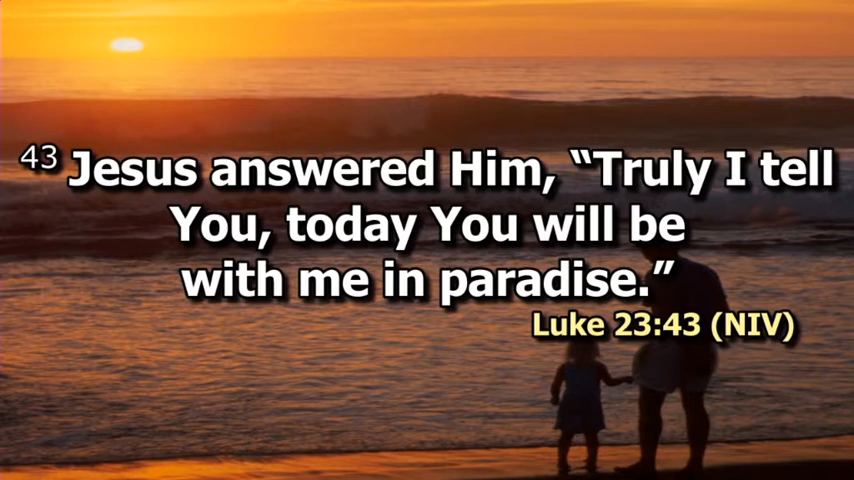 43 Jesus answered Him, “Truly I tell
You, today You will be
with me in paradise.”
Luke 23:43 (NIV)